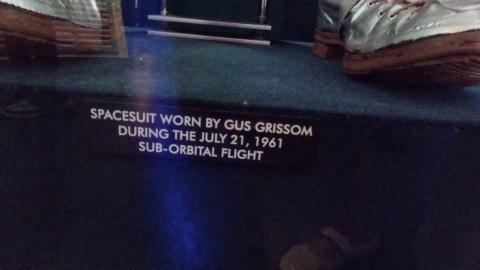 SPACESUIT WORN BY GUS GRISSOM
DURING THE JULY 21, 1961
SUB-ORBITAL FLIGHT